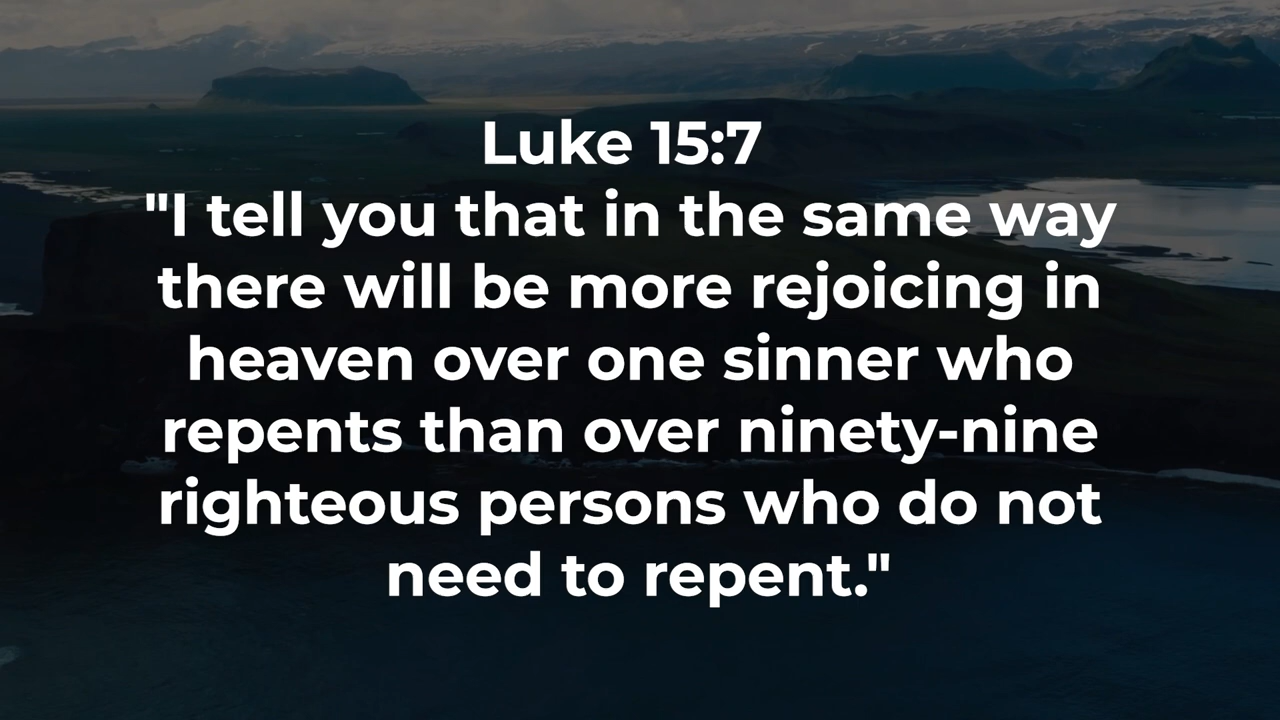 Luke 15:7
"I tell you that in the same way
there will be more rejoicing in
heaven over one sinner who
repents than over ninety-nine
righteous persons who do not
need to repent."